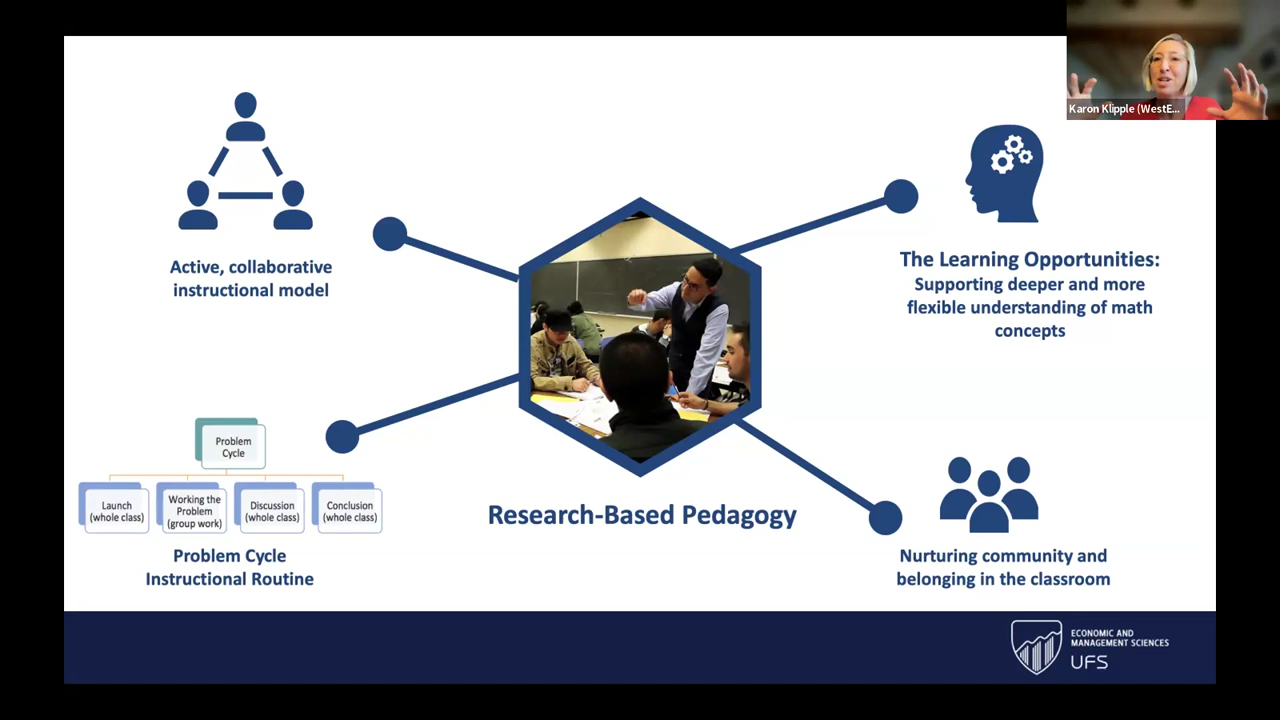 Karon Klipple (WestE...
Active, collaborative
instructional model
The Learning Opportunities:
Supporting deeper and more
flexible understanding of math
concepts
Problem
Cycle
Launch
(whole class)
Working the
Problem
(group work)
Discussion
(whole class)
Conclusion
(whole class)
Problem Cycle
Instructional Routine
Research-Based Pedagogy
Nurturing community and
belonging in the classroom
ECONOMIC AND
MANAGEMENT SCIENCES
UFS